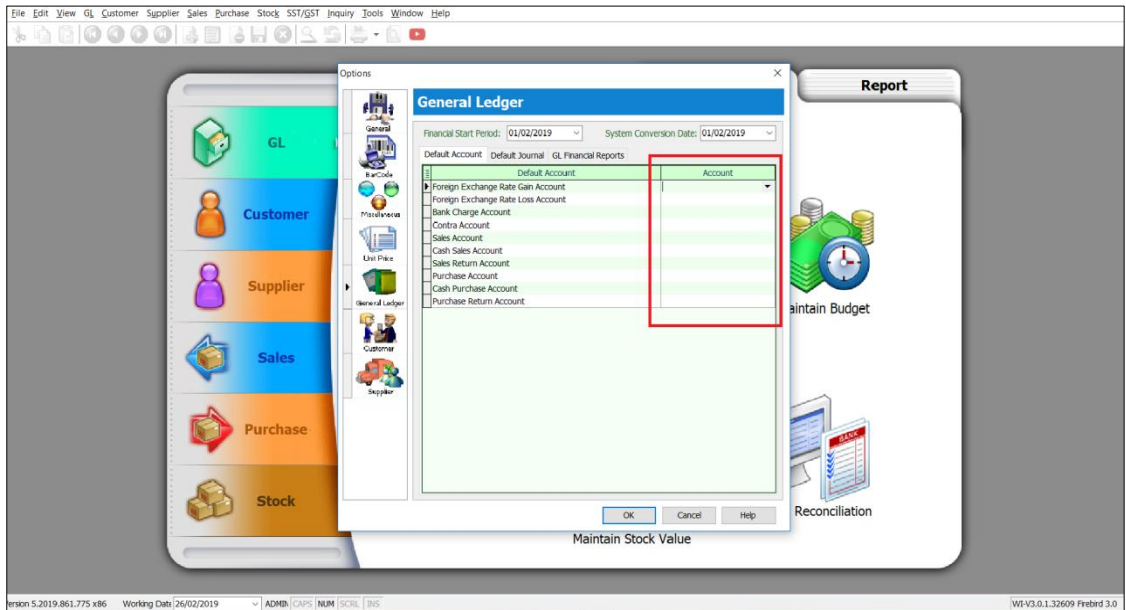 File Edit View GL Customer Supplier Sales Purchase Stock SST/GST Inquiry Tools Window Help
Options
Report
General Ledger
General
Financial Start Period: 01/02/2019 System Conversion Date: 01/02/2019
GL
Default Account Default Journal GL Financial Reports
BarCode
Default Account Account
Foreign Exchange Rate Gain Account
Foreign Exchange Rate Loss Account
Customer
Miscellaneous
Bank Charge Account
Contra Account
Sales Account
Cash Sales Account
Unit Price
Sales Return Account
Purchase Account
Supplier
Cash Purchase Account
General Ledger
Purchase Return Account
aintain Budget
Customer
Sales
Supplier
Purchase
BANK
Stock
Reconciliation
OK Cancel Help
Maintain Stock Value
ersion 5.2019.861.775 x86 Working Date 26/02/2019 ADMIN CAPS NUM SCRL INS WI-V3.0.1.32609 Firebird 3.0